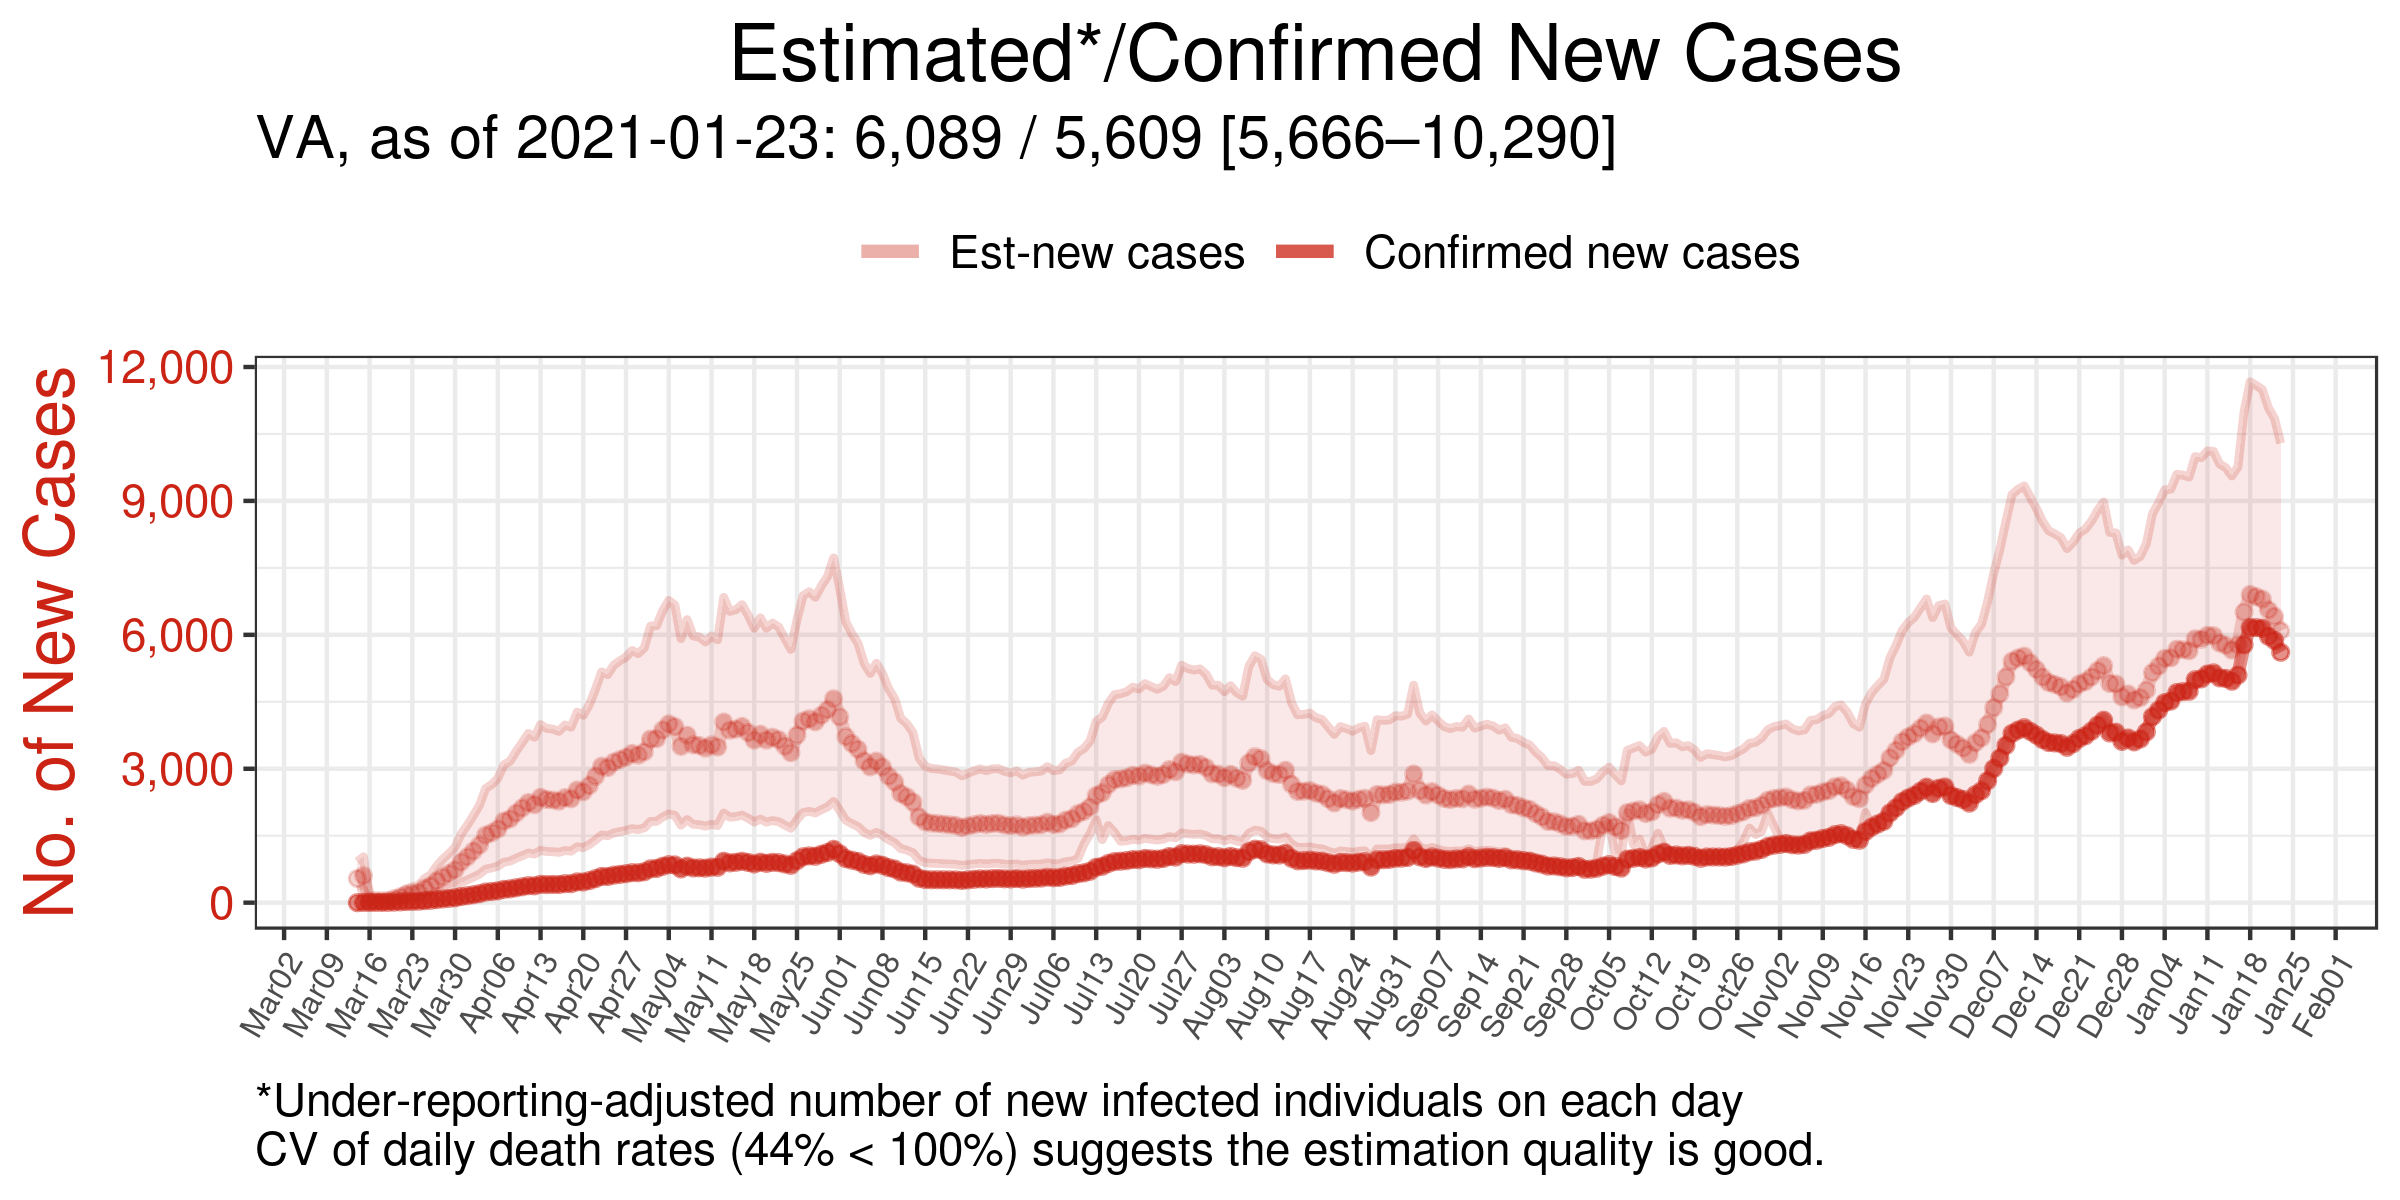 Estimated*/Confirmed New Cases
VA, as of 2021-01-23: 6,089 / 5,609 [5,666–10,290]
Est-new cases Confirmed new cases
No. of New Cases
12,000
9,000
6,000
3,000
0
Mar02 Mar09 Mar16 Mar23 Mar30 Apr06 Apr13 Apr20 Apr27 May04 May11 May18 May25 Jun01 Jun08 Jun15 Jun22 Jun29 Jul06 Jul13 Jul20 Jul27 Aug03 Aug10 Aug17 Aug24 Aug31 Sep07 Sep14 Sep21 Sep28 Oct05 Oct12 Oct19 Oct26 Nov02 Nov09 Nov16 Nov23 Nov30 Dec07 Dec14 Dec21 Dec28 Jan04 Jan11 Jan18 Jan25 Feb01
*Under-reporting-adjusted number of new infected individuals on each day
CV of daily death rates (44% < 100%) suggests the estimation quality is good.